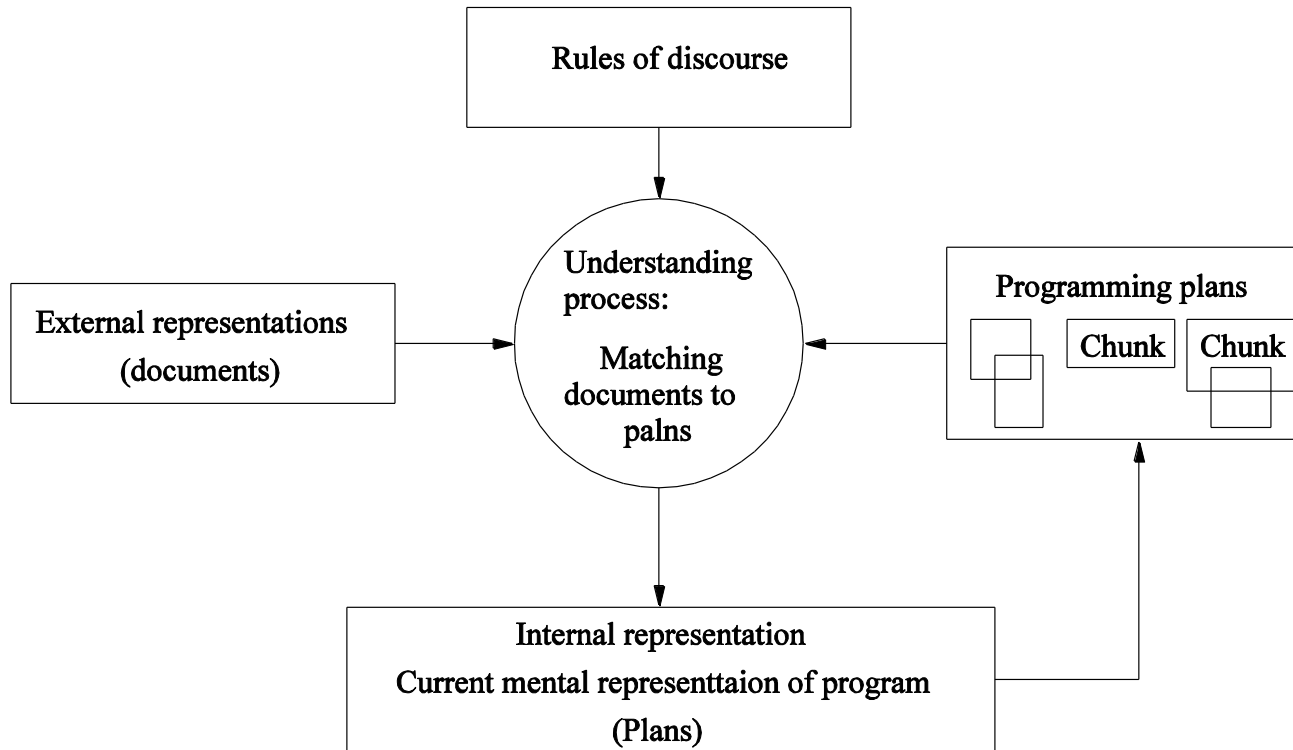 Rules of discourse
Understanding
process:
Matching
documents to
palns
External representations
(documents)
Programming plans
Chunk
Chunk
Internal representation
Current mental representtaion of program
(Plans)